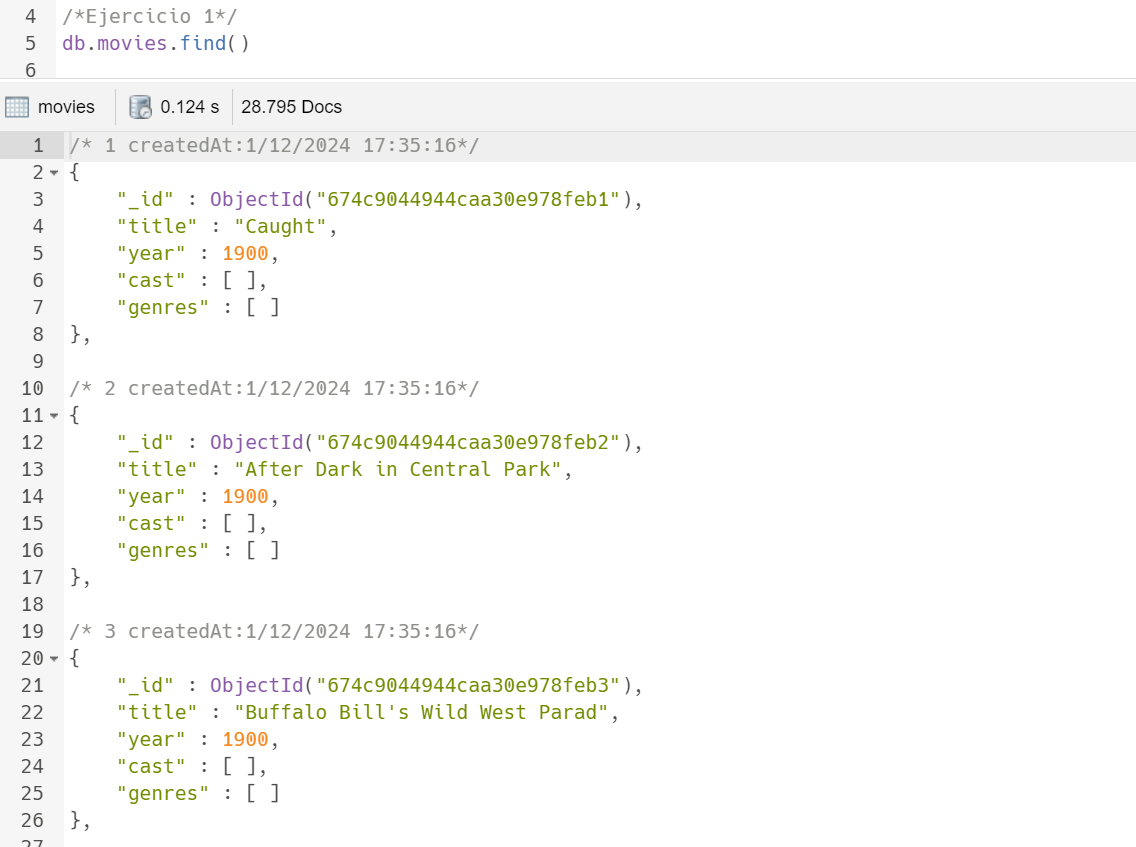 4 /*Ejercicio 1*/
5 db.movies.find()
6
movies 0.124 s 28.795 Docs
1 /* 1 createdAt:1/12/2024 17:35:16*/
2 {
3 "_id" : ObjectId("674c9044944caa30e978feb1"),
4 "title" : "Caught",
5 "year" : 1900,
6 "cast" : [ ],
7 "genres" : [ ]
8 },
9
10 /* 2 createdAt:1/12/2024 17:35:16*/
11 {
12 "_id" : ObjectId("674c9044944caa30e978feb2"),
13 "title" : "After Dark in Central Park",
14 "year" : 1900,
15 "cast" : [ ],
16 "genres" : [ ]
17 },
18
19 /* 3 createdAt:1/12/2024 17:35:16*/
20 {
21 "_id" : ObjectId("674c9044944caa30e978feb3"),
22 "title" : "Buffalo Bill's Wild West Parad",
23 "year" : 1900,
24 "cast" : [ ],
25 "genres" : [ ]
26 },
27